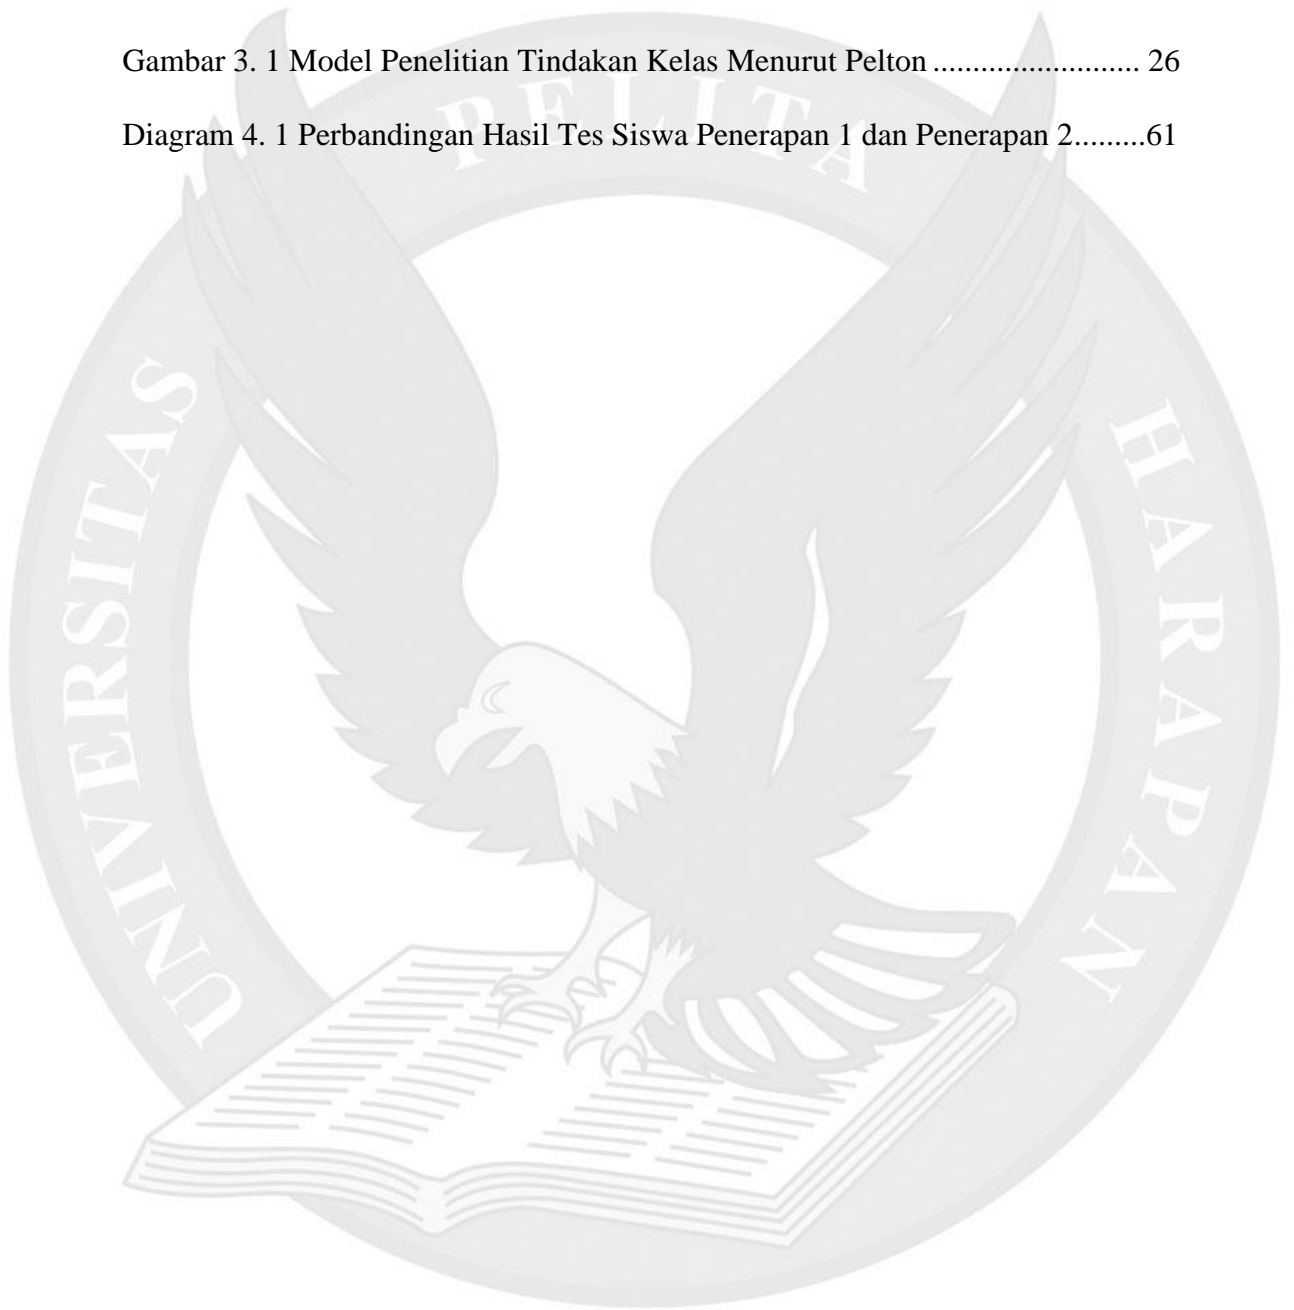 Gambar 3. 1 Model Penelitian Tindakan Kelas Menurut Pelton .......................... 26
Diagram 4. 1 Perbandingan Hasil Tes Siswa Penerapan 1 dan Penerapan 2.........61
UNIVERSITAS PELITA HARAPAN